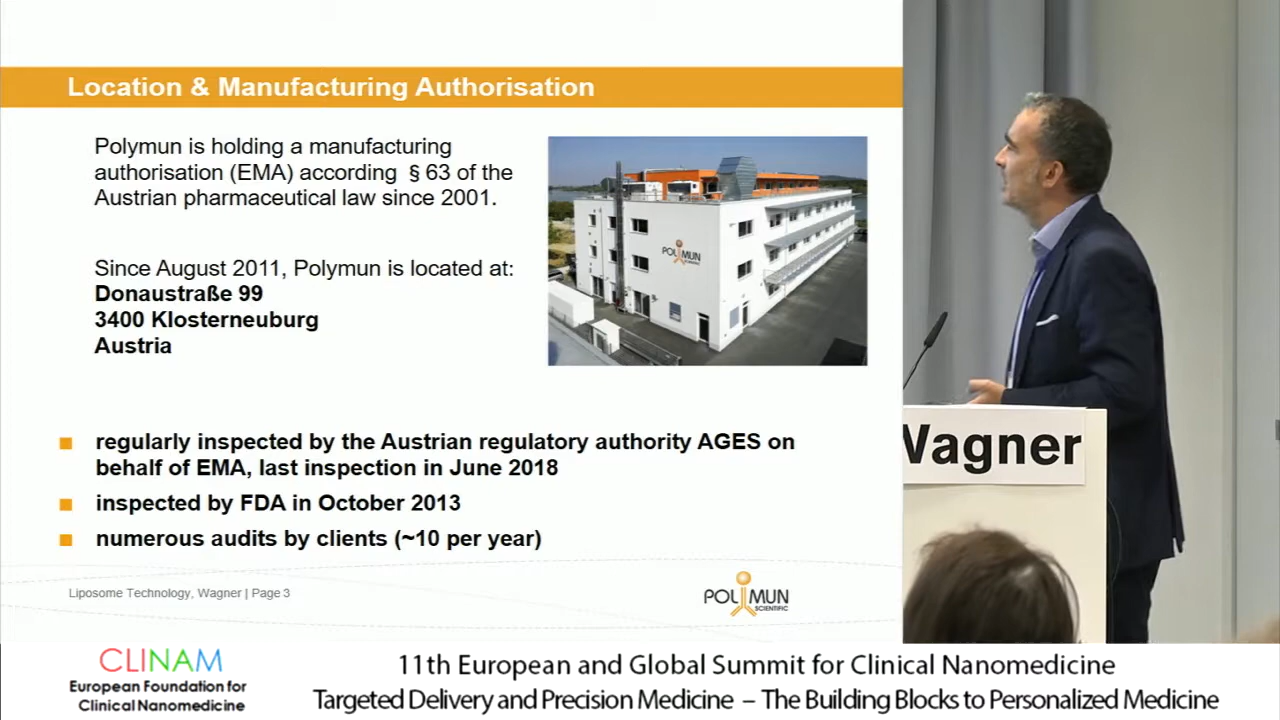 Location & Manufacturing Authorisation
Polymun is holding a manufacturing
authorisation (EMA) according § 63 of the
Austrian pharmaceutical law since 2001.
Since August 2011, Polymun is located at:
Donaustraße 99
3400 Klosterneuburg
Austria
POLYMUN
SCIENTIFIC
regularly inspected by the Austrian regulatory authority AGES on
behalf of EMA, last inspection in June 2018
inspected by FDA in October 2013
numerous audits by clients (~10 per year)
Liposome Technology, Wagner | Page 3
POLYMUN
SCIENTIFIC
Wagner
CLINAM
European Foundation for
Clinical Nanomedicine
11th European and Global Summit for Clinical Nanomedicine
Targeted Delivery and Precision Medicine – The Building Blocks to Personalized Medicine